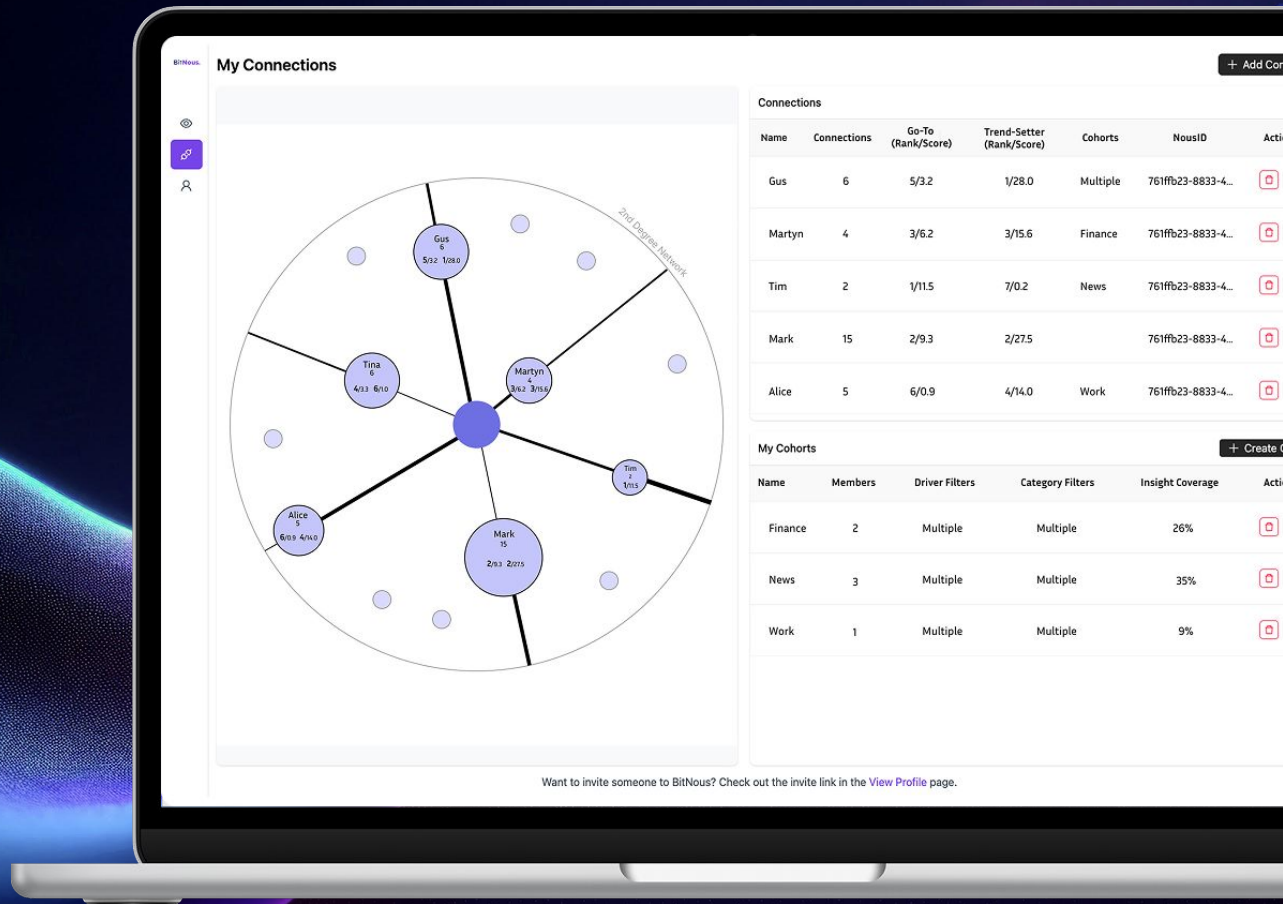 BitNous.
My Connections
+ Add Con
2nd Degree Network
Gus
6
5/3.2 1/28.0
Tina
6
4/3.3 6/1.0
Martyn
4
3/6.2 3/15.6
Tim
2
1/11.5
Alice
5
6/0.9 4/14.0
Mark
15
2/9.3 2/27.5
Connections
Name Connections Go-To (Rank/Score) Trend-Setter (Rank/Score) Cohorts NousID Acti
Gus 6 5/3.2 1/28.0 Multiple 761ffb23-8833-4...
Martyn 4 3/6.2 3/15.6 Finance 761ffb23-8833-4...
Tim 2 1/11.5 7/0.2 News 761ffb23-8833-4...
Mark 15 2/9.3 2/27.5 761ffb23-8833-4...
Alice 5 6/0.9 4/14.0 Work 761ffb23-8833-4...
My Cohorts
+ Create C
Name Members Driver Filters Category Filters Insight Coverage Acti
Finance 2 Multiple Multiple 26%
News 3 Multiple Multiple 35%
Work 1 Multiple Multiple 9%
Want to invite someone to BitNous? Check out the invite link in the View Profile page.